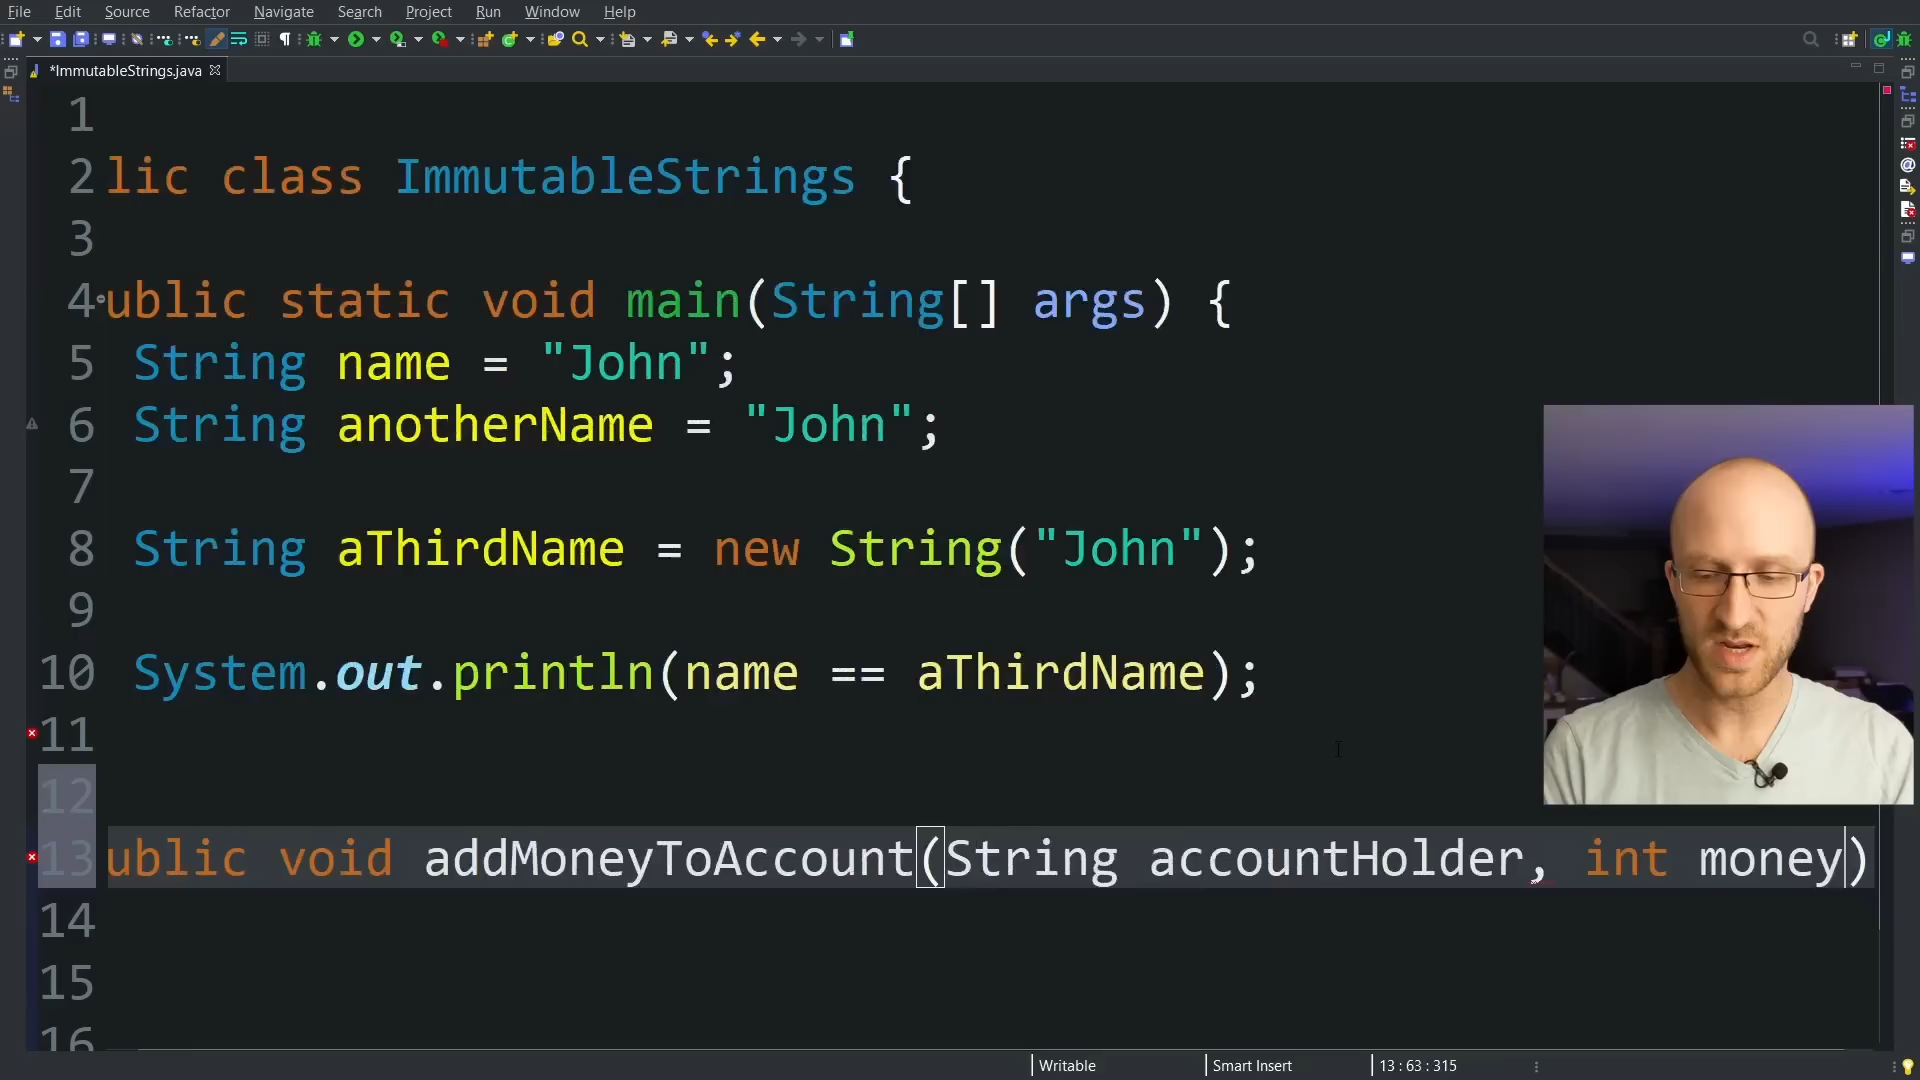 File Edit Source Refactor Navigate Search Project Run Window Help
*ImmutableStrings.java
1
2 lic class ImmutableStrings {
3
4 ublic static void main(String[] args) {
5 String name = "John";
6 String anotherName = "John";
7
8 String aThirdName = new String("John");
9
10 System.out.println(name == aThirdName);
11
12
13 ublic void addMoneyToAccount(String accountHolder, int money)
14
15
16
Writable Smart Insert 13 : 63 : 315